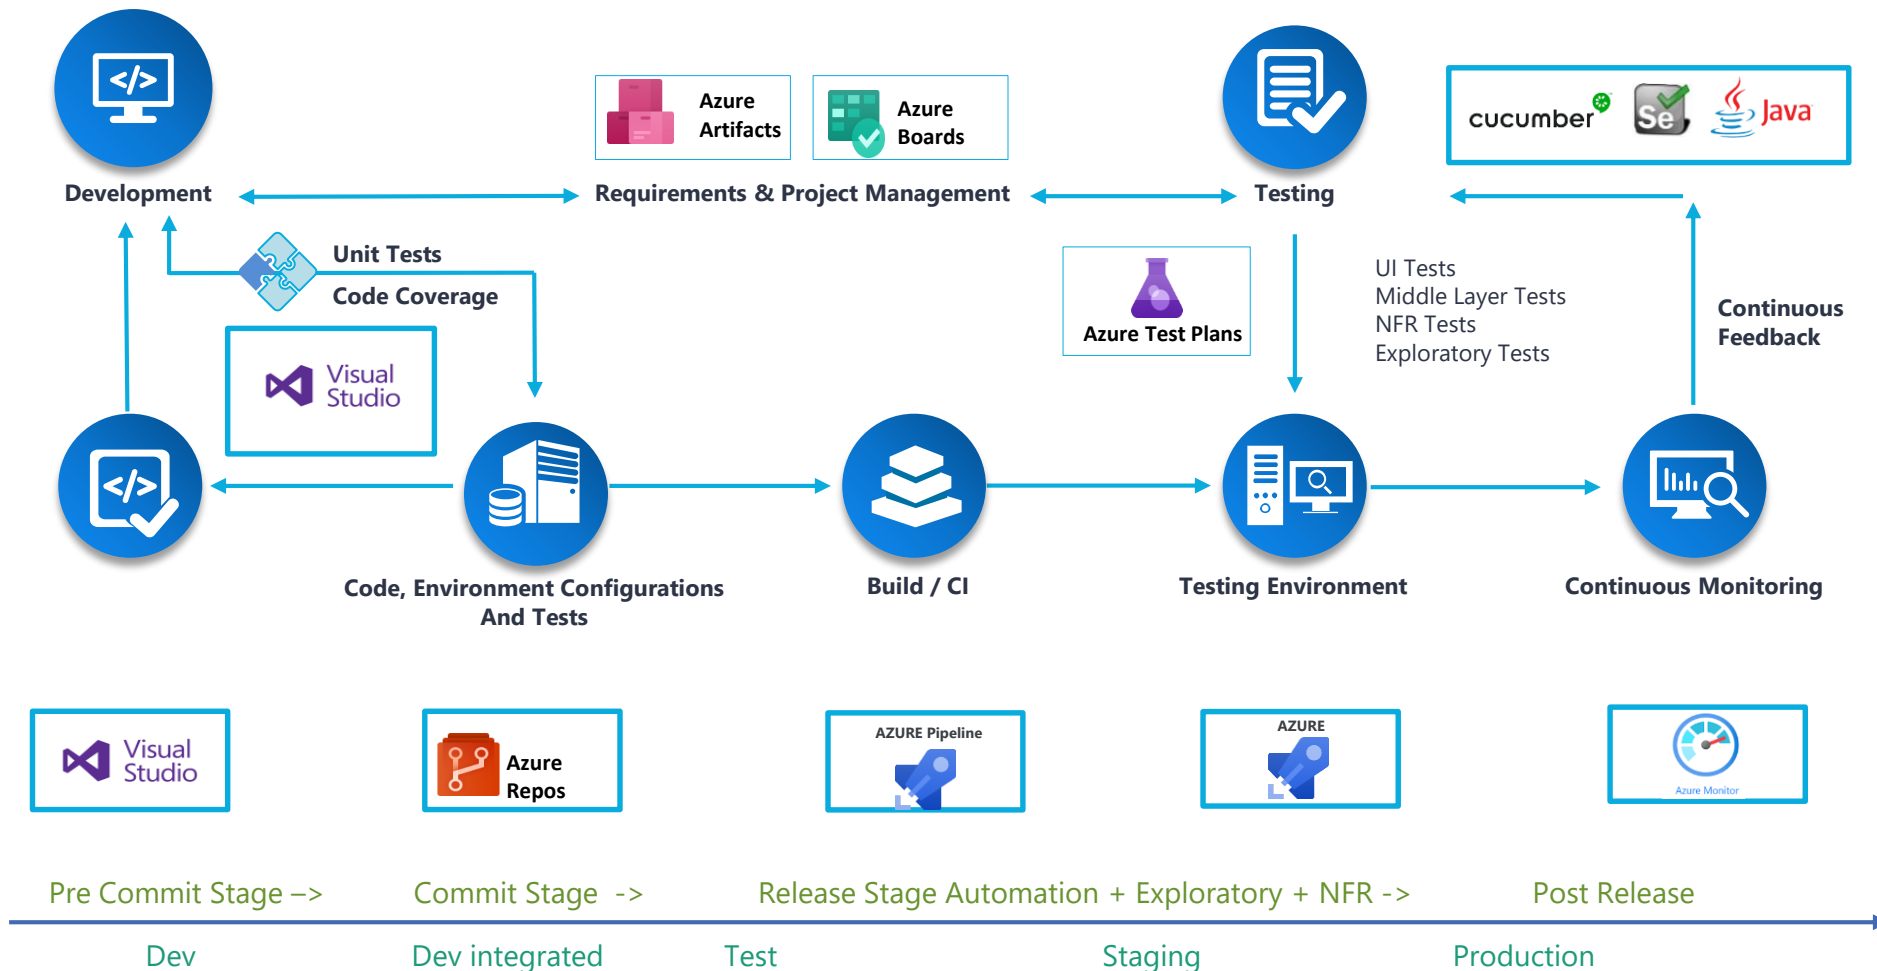 </>
Azure
Artifacts
Azure
Boards
cucumber
Se
Java
Development
Requirements & Project Management
Testing
Unit Tests
Code Coverage
Azure Test Plans
UI Tests
Middle Layer Tests
NFR Tests
Exploratory Tests
Continuous
Feedback
Visual
Studio
</>
Code, Environment Configurations
And Tests
Build / CI
Testing Environment
Continuous Monitoring
Visual
Studio
Azure
Repos
AZURE Pipeline
AZURE
Azure Monitor
Pre Commit Stage –>
Commit Stage ->
Release Stage Automation + Exploratory + NFR ->
Post Release
Dev
Dev integrated
Test
Staging
Production